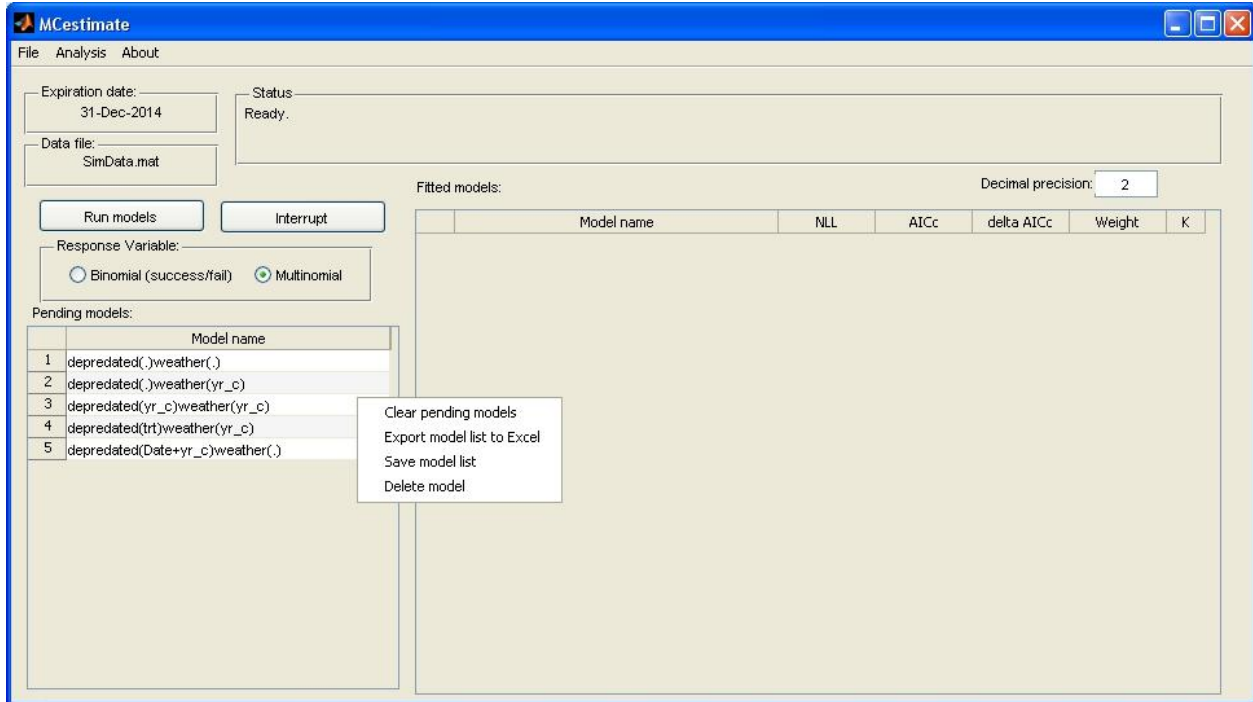 MCestimate
File Analysis About
Expiration date:
31-Dec-2014
Status
Ready.
Data file:
SimData.mat
Fitted models:
Decimal precision: 2
Run models
Interrupt
Model name NLL AICc delta AICc Weight K
Response Variable:
Binomial (success/fail) Multinomial
Pending models:
Model name
1 depredated(.)weather(.)
2 depredated(.)weather(yr_c)
3 depredated(yr_c)weather(yr_c)
4 depredated(trt)weather(yr_c)
5 depredated(Date+yr_c)weather(.)
Clear pending models
Export model list to Excel
Save model list
Delete model